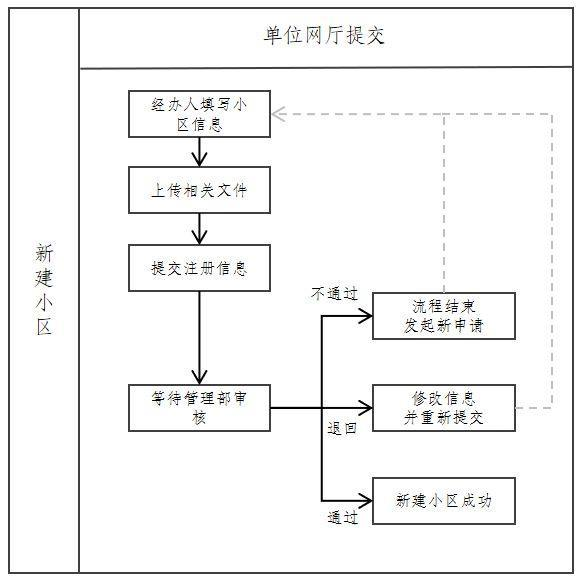 单位网厅提交
新建小区
经办人填写小
区信息
上传相关文件
提交注册信息
等待管理部审
核
不通过
流程结束
发起新申请
退回
修改信息
并重新提交
通过
新建小区成功